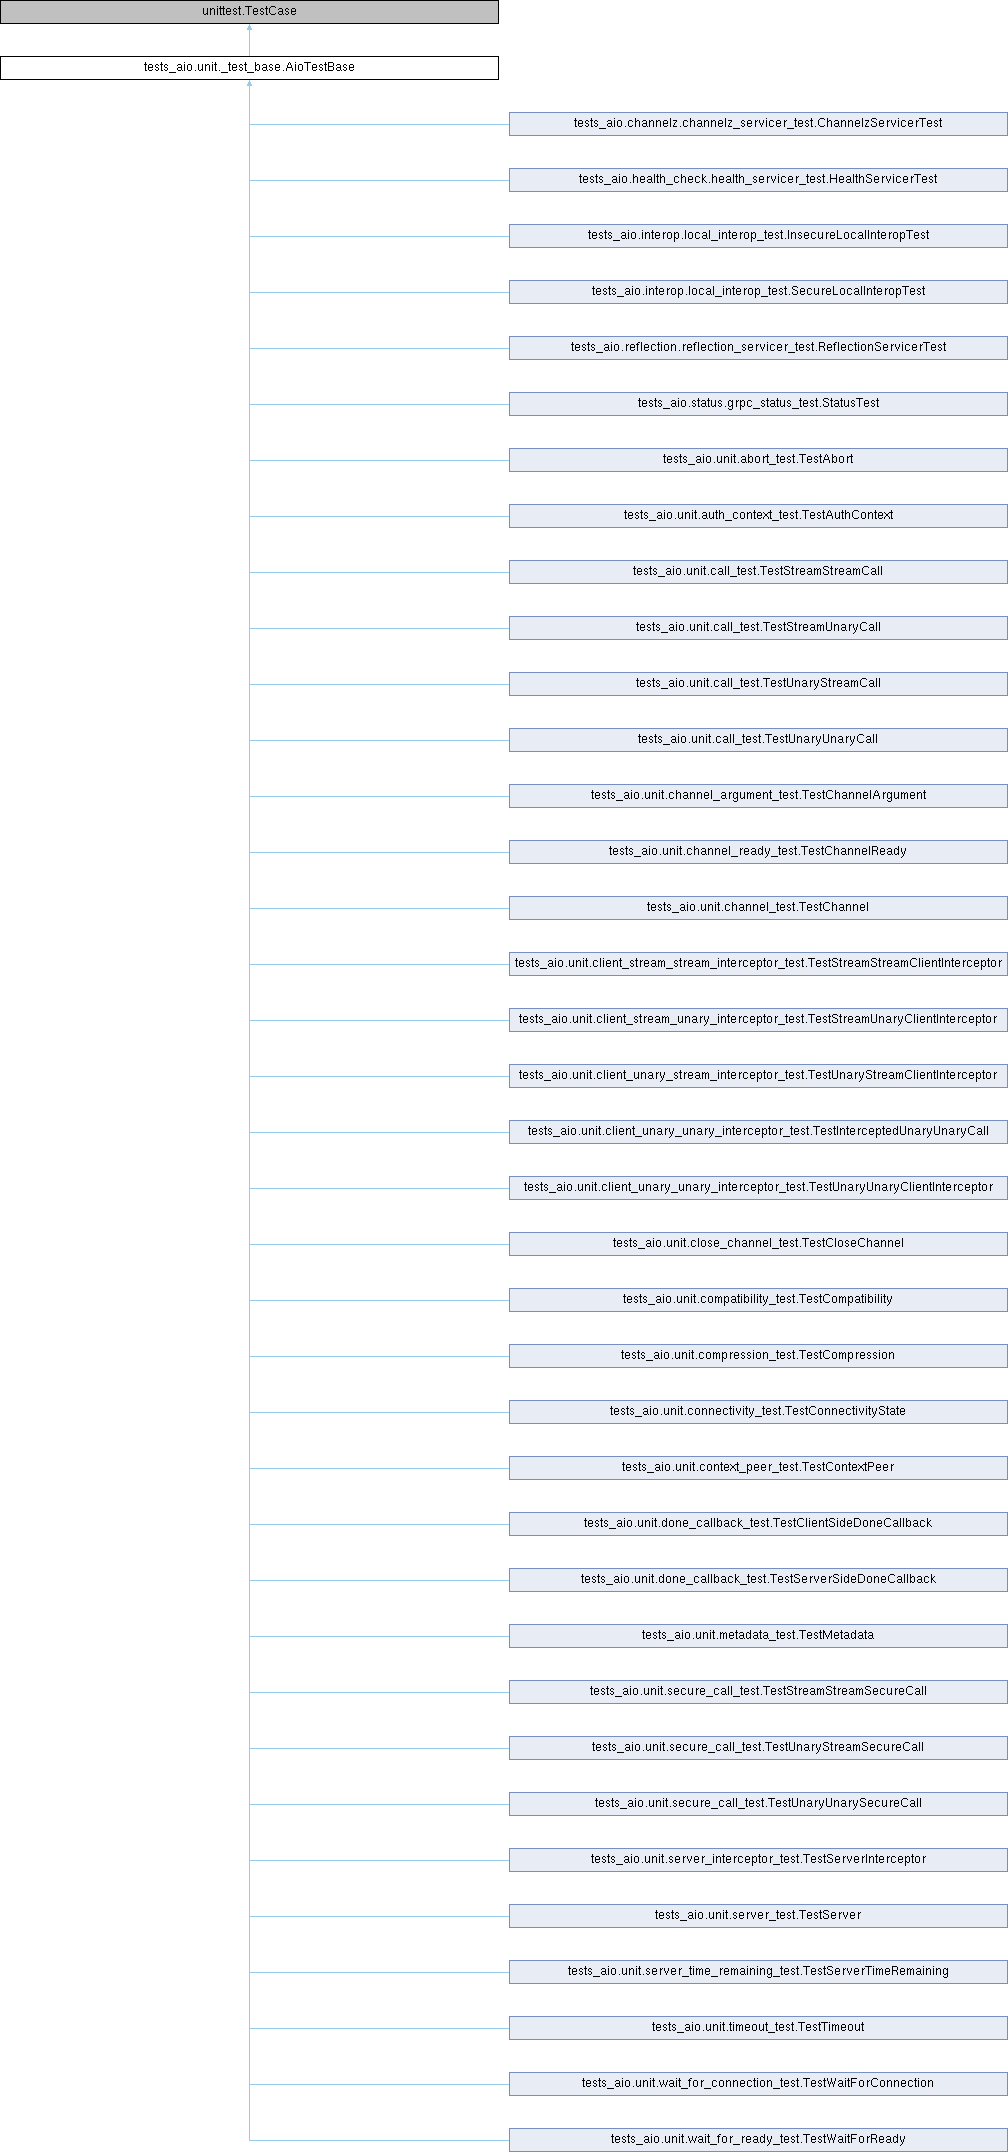 unittest.TestCase
tests_aio.unit._test_base.AioTestBase
tests_aio.channelz.channelz_servicer_test.ChannelzServicerTest
tests_aio.health_check.health_servicer_test.HealthServicerTest
tests_aio.interop.local_interop_test.InsecureLocalInteropTest
tests_aio.interop.local_interop_test.SecureLocalInteropTest
tests_aio.reflection.reflection_servicer_test.ReflectionServicerTest
tests_aio.status.grpc_status_test.StatusTest
tests_aio.unit.abort_test.TestAbort
tests_aio.unit.auth_context_test.TestAuthContext
tests_aio.unit.call_test.TestStreamStreamCall
tests_aio.unit.call_test.TestStreamUnaryCall
tests_aio.unit.call_test.TestUnaryStreamCall
tests_aio.unit.call_test.TestUnaryUnaryCall
tests_aio.unit.channel_argument_test.TestChannelArgument
tests_aio.unit.channel_ready_test.TestChannelReady
tests_aio.unit.channel_test.TestChannel
tests_aio.unit.client_stream_stream_interceptor_test.TestStreamStreamClientInterceptor
tests_aio.unit.client_stream_unary_interceptor_test.TestStreamUnaryClientInterceptor
tests_aio.unit.client_unary_stream_interceptor_test.TestUnaryStreamClientInterceptor
tests_aio.unit.client_unary_unary_interceptor_test.TestInterceptedUnaryUnaryCall
tests_aio.unit.client_unary_unary_interceptor_test.TestUnaryUnaryClientInterceptor
tests_aio.unit.close_channel_test.TestCloseChannel
tests_aio.unit.compatibility_test.TestCompatibility
tests_aio.unit.compression_test.TestCompression
tests_aio.unit.connectivity_test.TestConnectivityState
tests_aio.unit.context_peer_test.TestContextPeer
tests_aio.unit.done_callback_test.TestClientSideDoneCallback
tests_aio.unit.done_callback_test.TestServerSideDoneCallback
tests_aio.unit.metadata_test.TestMetadata
tests_aio.unit.secure_call_test.TestStreamStreamSecureCall
tests_aio.unit.secure_call_test.TestUnaryStreamSecureCall
tests_aio.unit.secure_call_test.TestUnaryUnarySecureCall
tests_aio.unit.server_interceptor_test.TestServerInterceptor
tests_aio.unit.server_test.TestServer
tests_aio.unit.server_time_remaining_test.TestServerTimeRemaining
tests_aio.unit.timeout_test.TestTimeout
tests_aio.unit.wait_for_connection_test.TestWaitForConnection
tests_aio.unit.wait_for_ready_test.TestWaitForReady